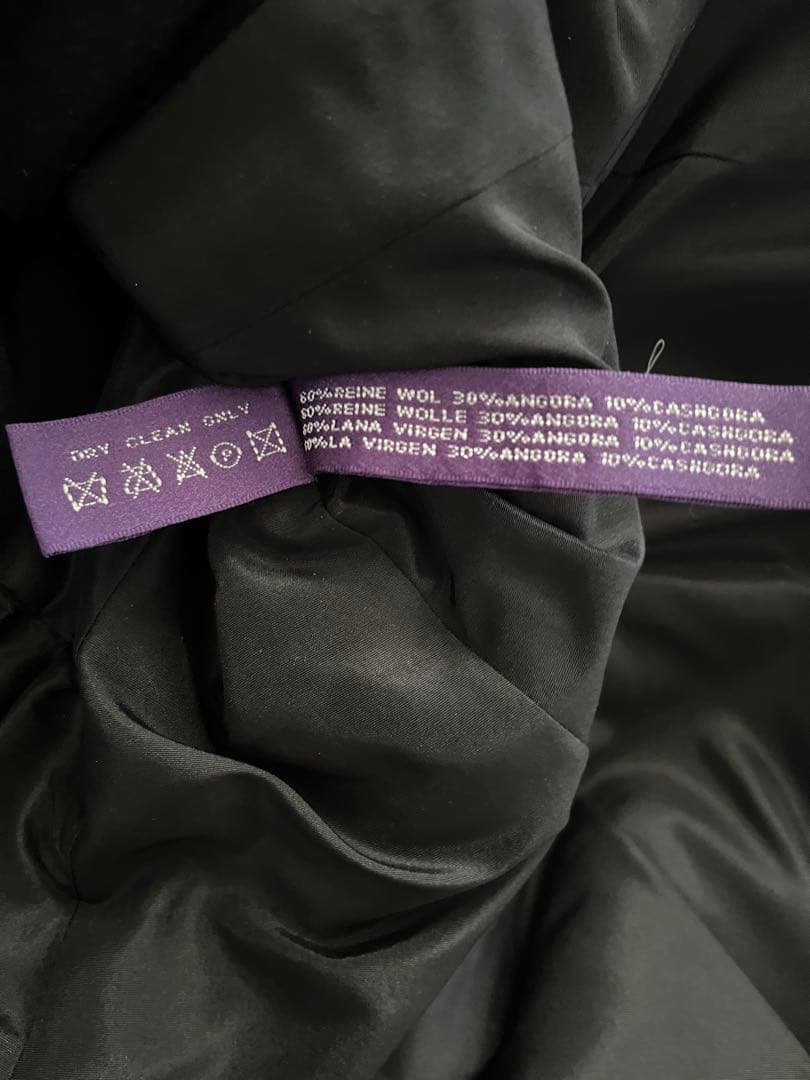 DRY CLEAN ONLY
P
60%REINE WOL 30%ANGORA 10%CASHGORA
60%REINE WOLLE 30%ANGORA 10%CASHGORA
60%LANA VIRGEN 30%ANGORA 10%CASHGORA
60%LA VIRGEN 30%ANGORA 10%CASHGORA